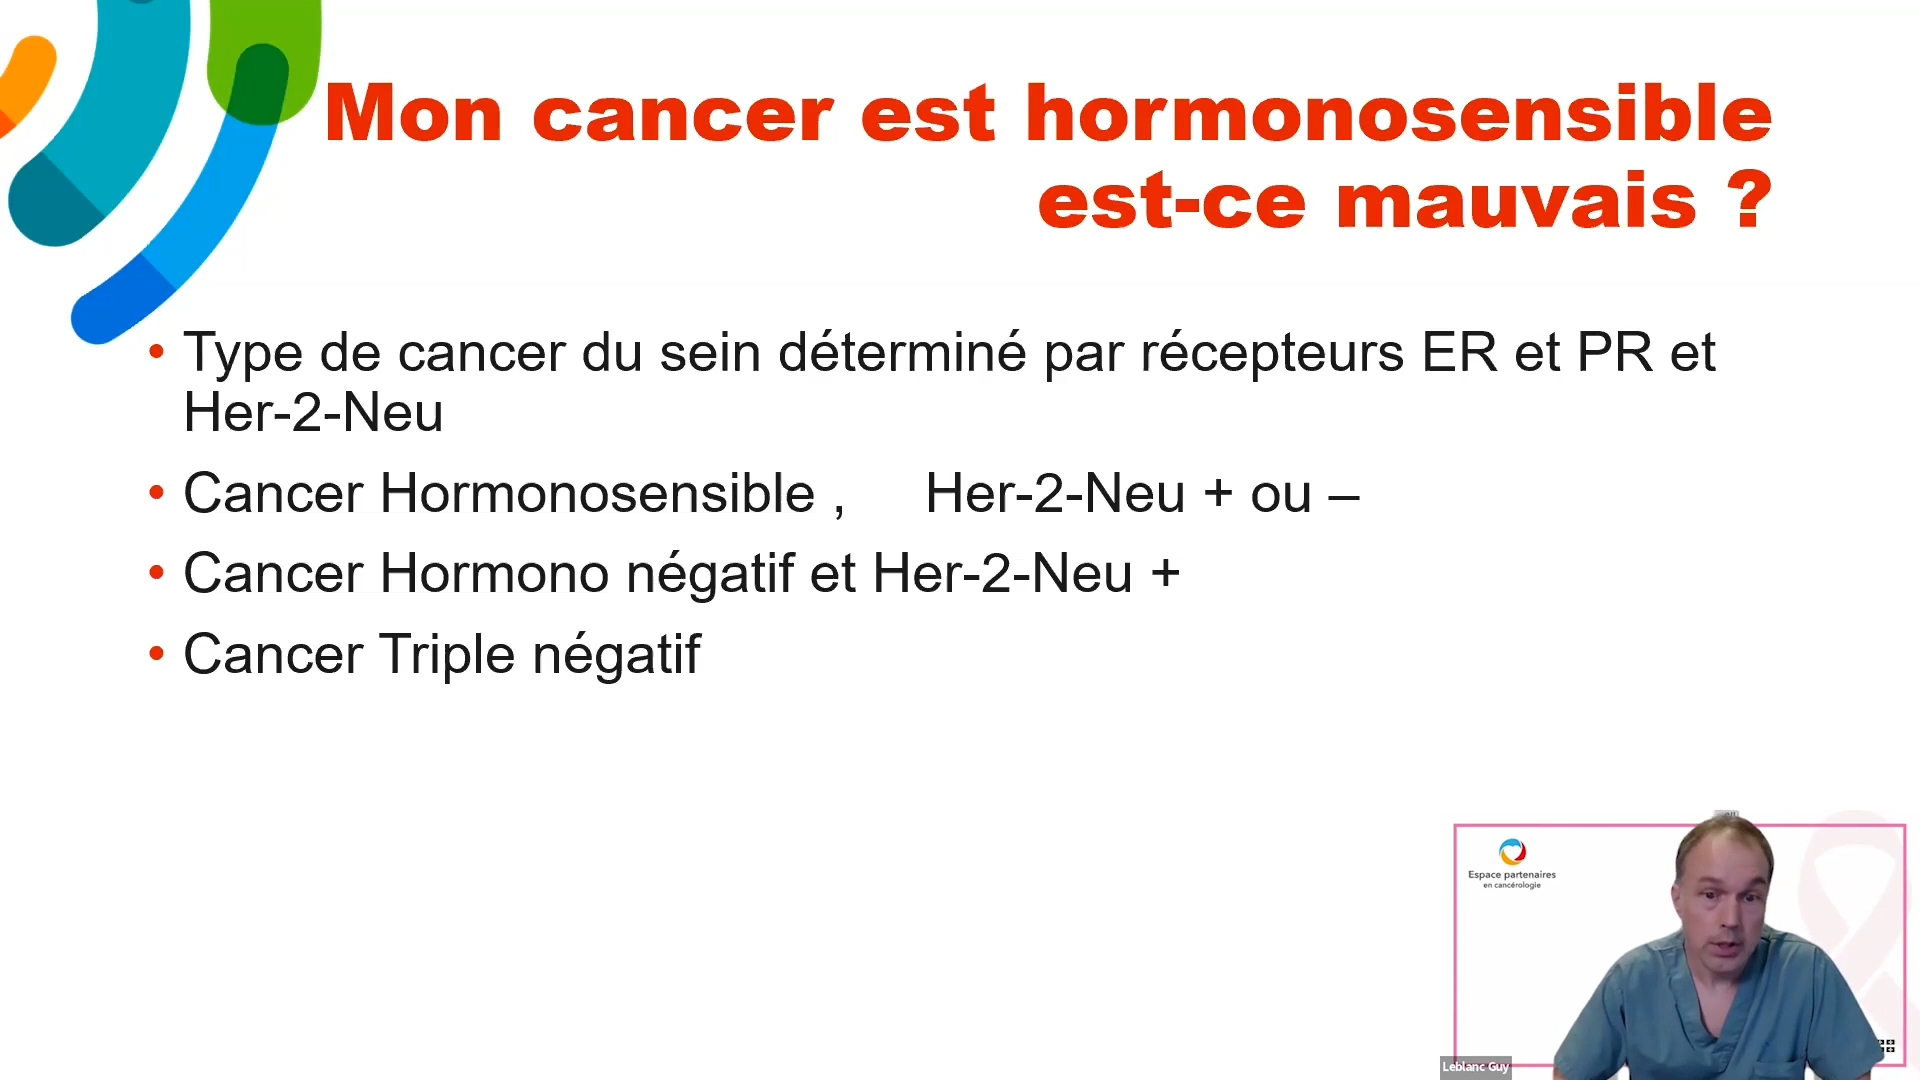 Mon cancer est hormonosensible
est-ce mauvais ?
• Type de cancer du sein déterminé par récepteurs ER et PR et
Her-2-Neu
• Cancer Hormonosensible , Her-2-Neu + ou –
• Cancer Hormono négatif et Her-2-Neu +
• Cancer Triple négatif
Espace partenaires
en cancérologie
Leblanc Guy